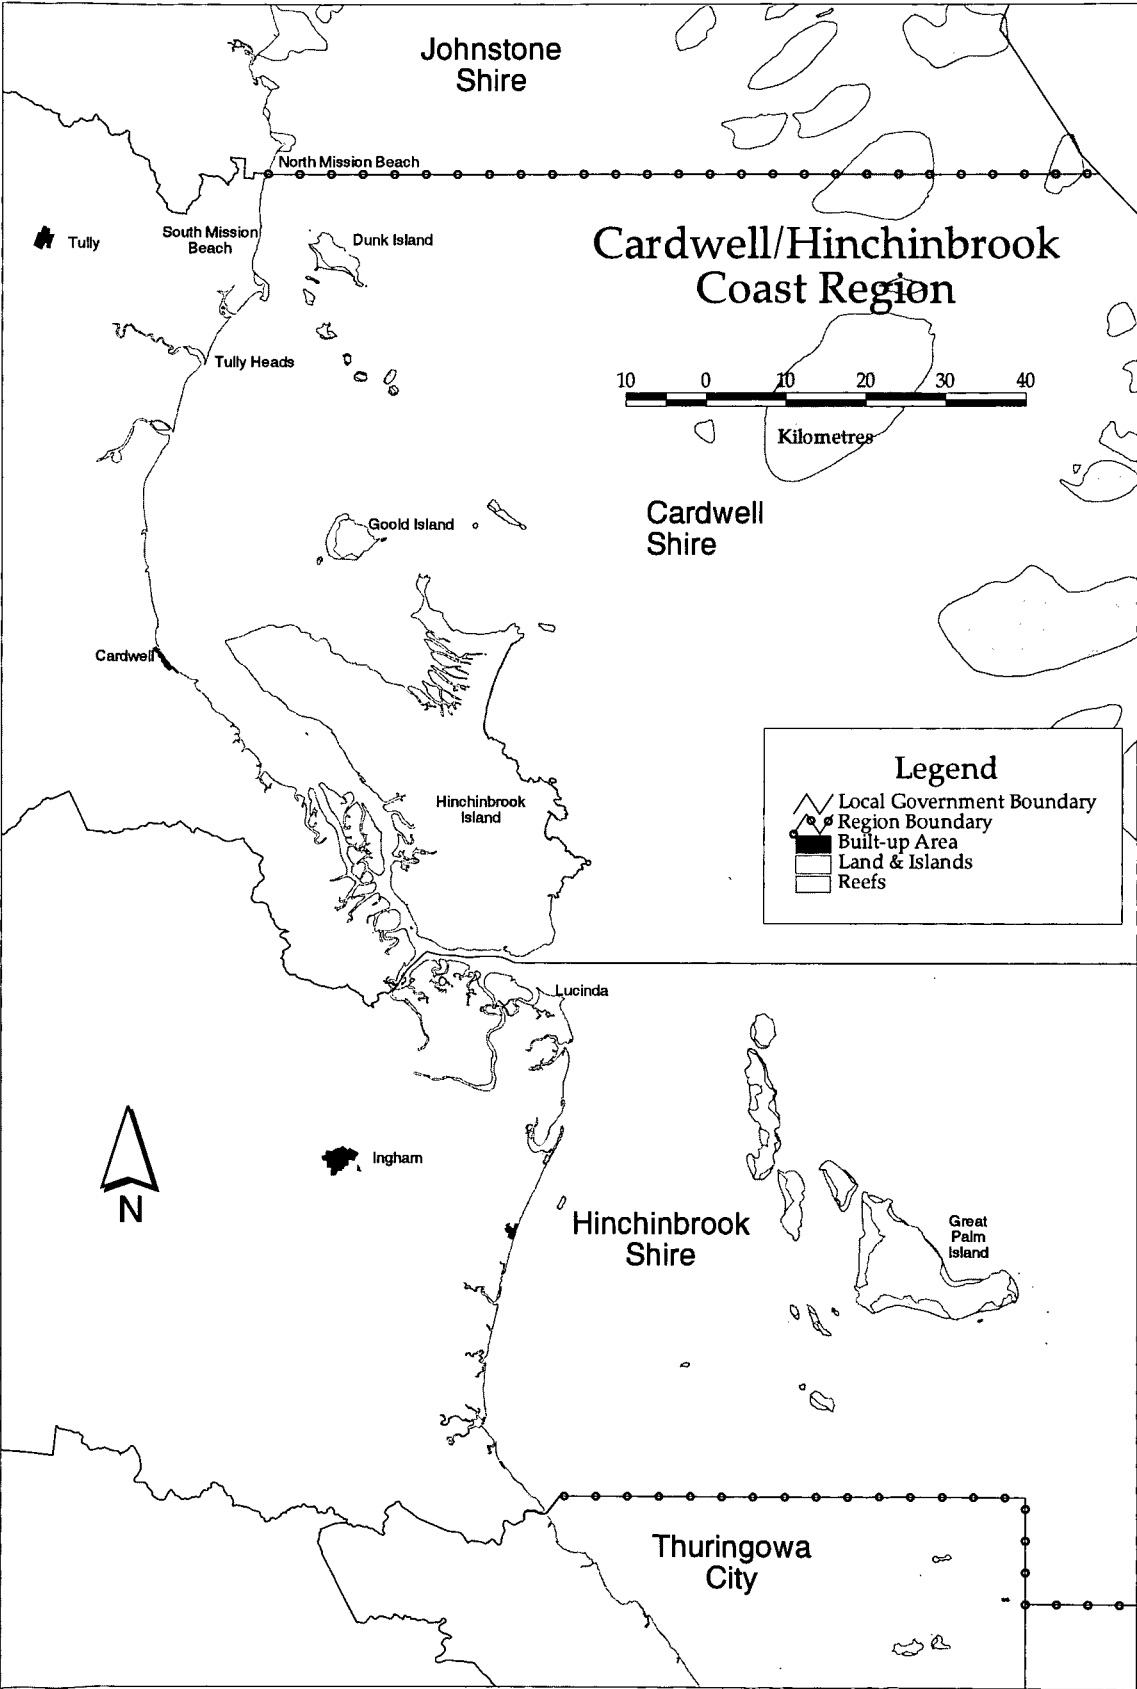 Johnstone
Shire
North Mission Beach
South Mission
Beach
Dunk Island
Tully
Cardwell/Hinchinbrook
Coast Region
Tully Heads
10 0 10 20 30 40
Kilometres
Goold Island
Cardwell
Shire
Cardwell
Hinchinbrook
Island
Legend
Local Government Boundary
Region Boundary
Built-up Area
Land & Islands
Reefs
Lucinda
N
Ingham
Hinchinbrook
Shire
Great
Palm
Island
Thuringowa
City